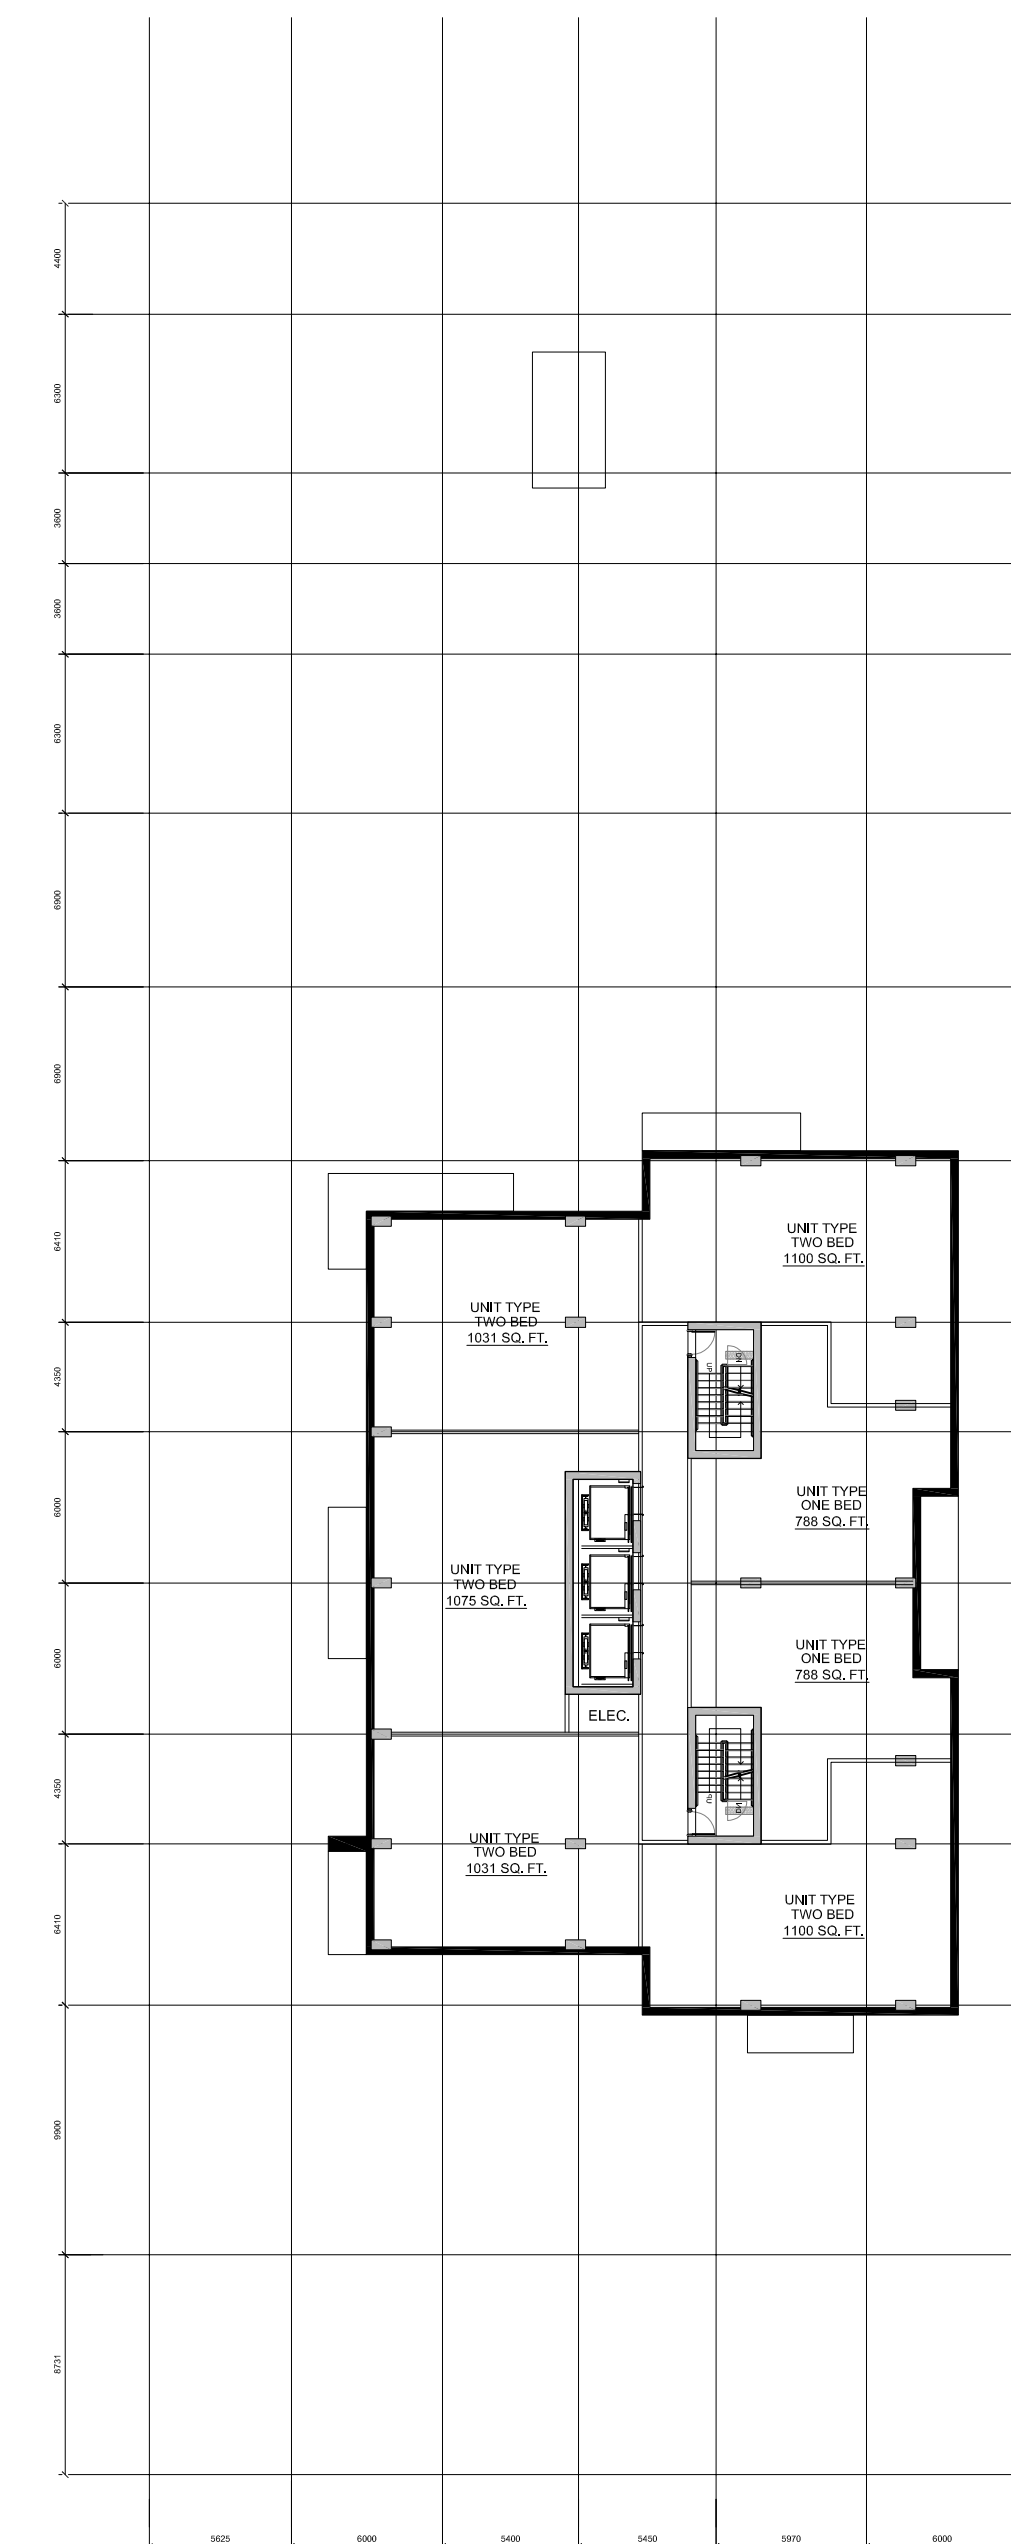 4400
6300
3600
3600
6300
6900
6900
6410
4350
6000
6000
4350
6410
9900
8731
UNIT TYPE
TWO BED
1100 SQ. FT.
UNIT TYPE
TWO BED
1031 SQ. FT.
UP
DN
UNIT TYPE
ONE BED
788 SQ. FT.
UNIT TYPE
TWO BED
1075 SQ. FT.
UNIT TYPE
ONE BED
788 SQ. FT.
ELEC.
UP
DN
UNIT TYPE
TWO BED
1031 SQ. FT.
UNIT TYPE
TWO BED
1100 SQ. FT.
5625
6000
5400
5450
5970
6000